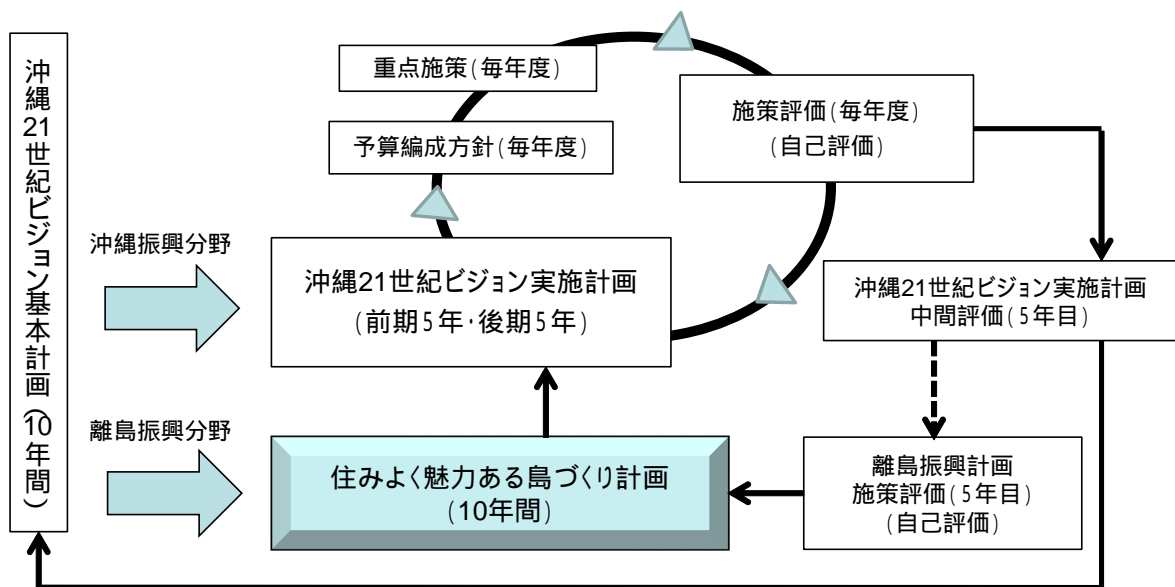 沖縄21世紀ビジョン基本計画(10年間)
重点施策(毎年度)
予算編成方針(毎年度)
施策評価(毎年度)
(自己評価)
沖縄振興分野
沖縄21世紀ビジョン実施計画
(前期5年・後期5年)
沖縄21世紀ビジョン実施計画
中間評価(5年目)
離島振興分野
住みよく魅力ある島づくり計画
(10年間)
離島振興計画
施策評価(5年目)
(自己評価)